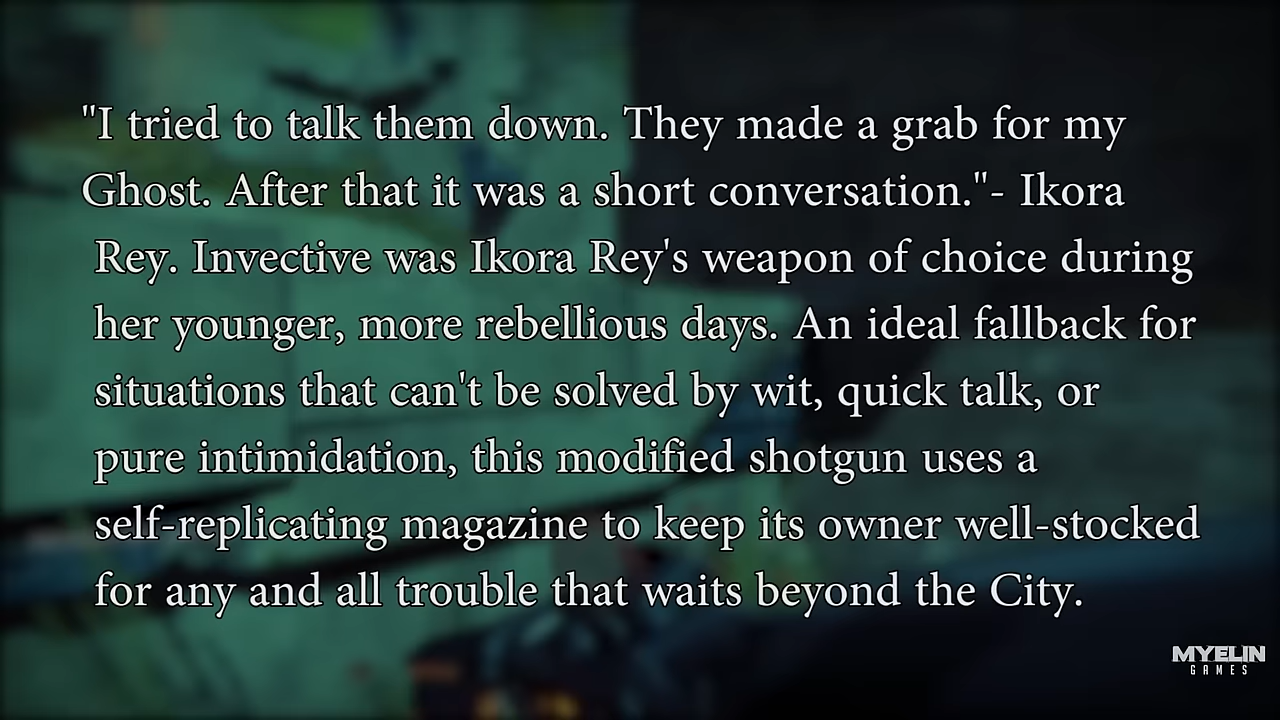 "I tried to talk them down. They made a grab for my
Ghost. After that it was a short conversation."- Ikora
Rey. Invective was Ikora Rey's weapon of choice during
her younger, more rebellious days. An ideal fallback for
situations that can't be solved by wit, quick talk, or
pure intimidation, this modified shotgun uses a
self-replicating magazine to keep its owner well-stocked
for any and all trouble that waits beyond the City.
MYELIN
GAMES